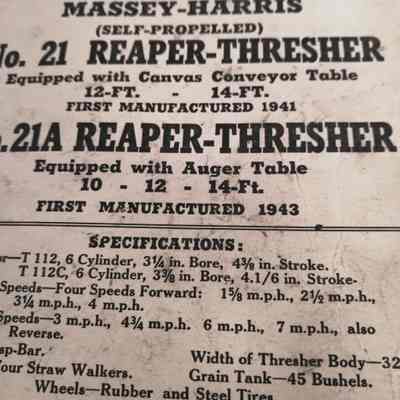 MASSEY-HARRIS
(SELF-PROPELLED)
No. 21 REAPER-THRESHER
Equipped with Canvas Conveyor Table
12-FT. - 14-FT.
FIRST MANUFACTURED 1941
.21A REAPER-THRESHER
Equipped with Auger Table
10 - 12 - 14-Ft.
FIRST MANUFACTURED 1943
SPECIFICATIONS:
or—T 112, 6 Cylinder, 3¼ in. Bore, 4⅜ in. Stroke.
T 112C, 6 Cylinder, 3⅜ in. Bore, 4.1/6 in. Stroke-
Speeds—Four Speeds Forward: 1⅝ m.p.h., 2½ m.p.h.,
3¼ m.p.h., 4 m.p.h.
Speeds—3 m.p.h., 4¾ m.p.h. 6 m.p.h., 7 m.p.h., also
Reverse.
sp-Bar. Width of Thresher Body—32
our Straw Walkers. Grain Tank—45 Bushels.
Wheels—Rubber and Steel Tires